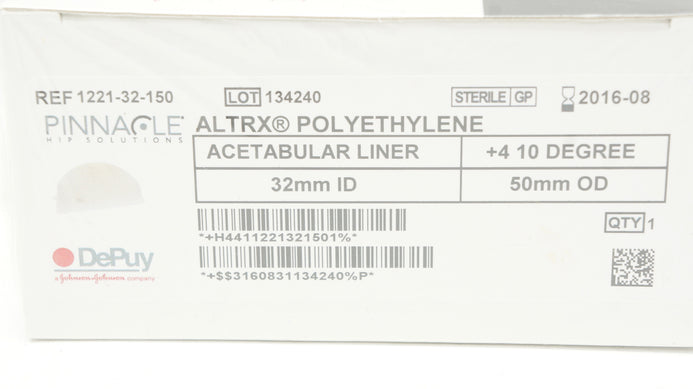 REF 1221-32-150 LOT 134240 STERILE GP 2016-08
PINNACLE® ALTRX® POLYETHYLENE
HIP SOLUTIONS
ACETABULAR LINER +4 10 DEGREE
32mm ID 50mm OD
*+H4411221321501%*
QTY 1
DePuy
a Johnson & Johnson company
*+$$3160831134240%P*